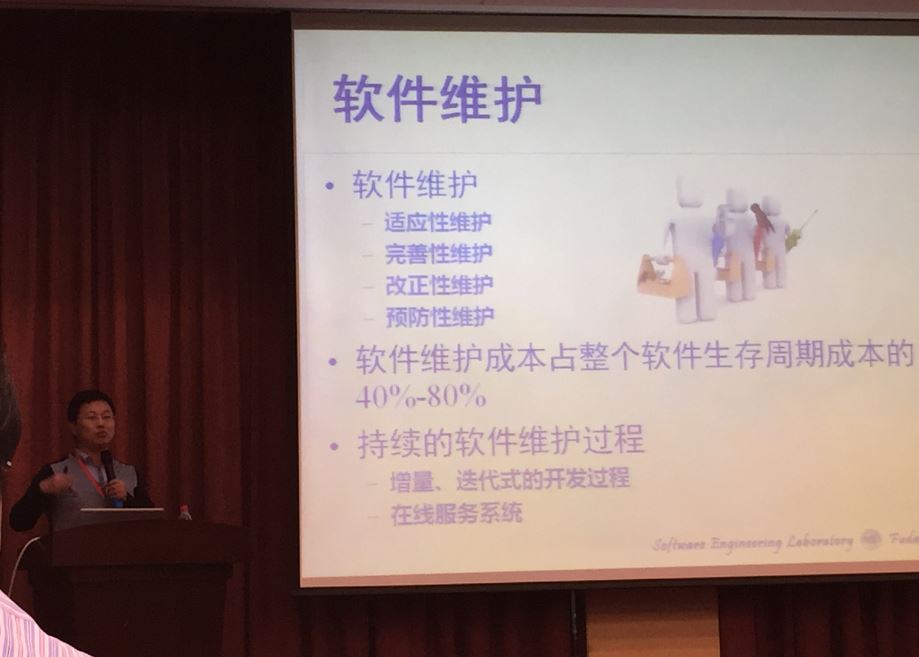 软件维护
• 软件维护
– 适应性维护
– 完善性维护
– 改正性维护
– 预防性维护
• 软件维护成本占整个软件生存周期成本的
40%-80%
• 持续的软件维护过程
– 增量、迭代式的开发过程
– 在线服务系统
Software Engineering Laboratory Fuda